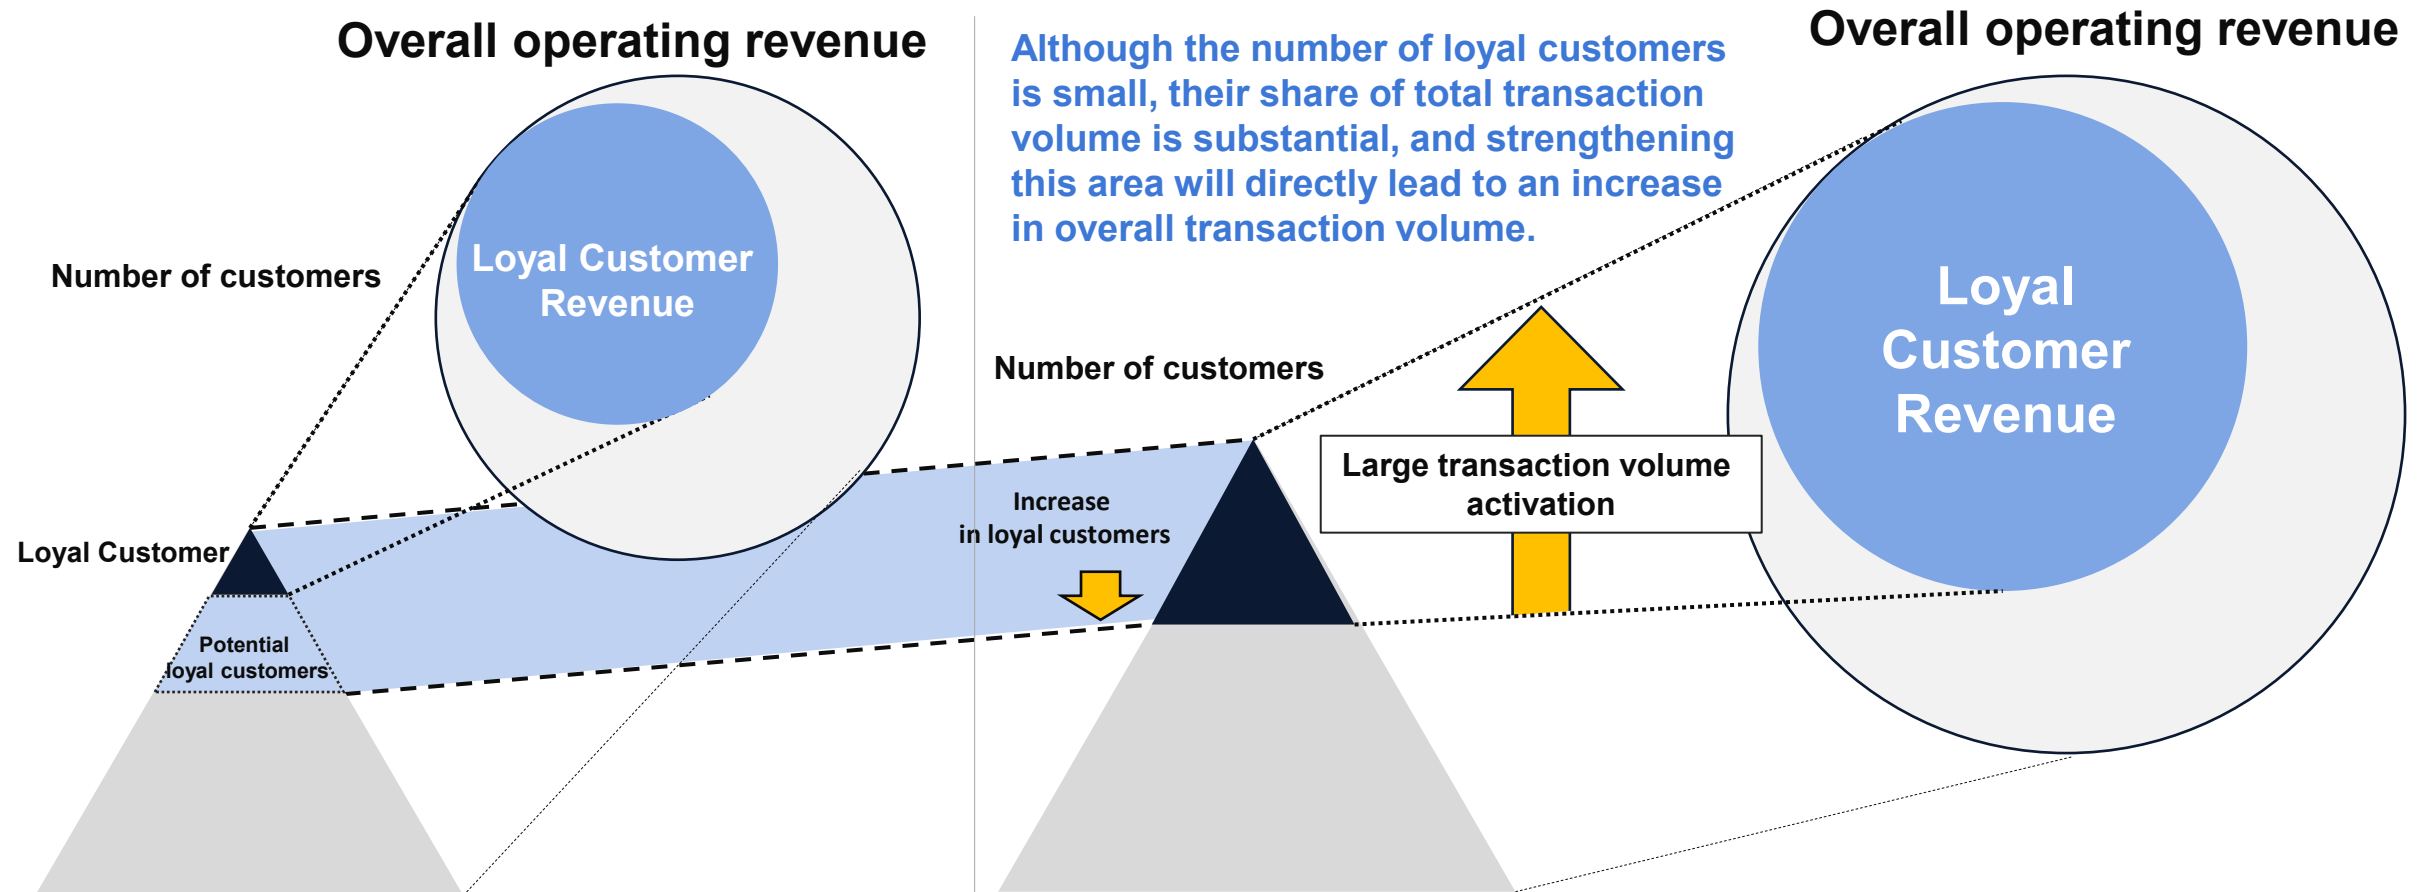 Overall operating revenue
Number of customers
Loyal Customer
Revenue
Loyal Customer
Potential
loyal customers
Although the number of loyal customers
is small, their share of total transaction
volume is substantial, and strengthening
this area will directly lead to an increase
in overall transaction volume.
Overall operating revenue
Number of customers
Increase
in loyal customers
Large transaction volume
activation
Loyal
Customer
Revenue